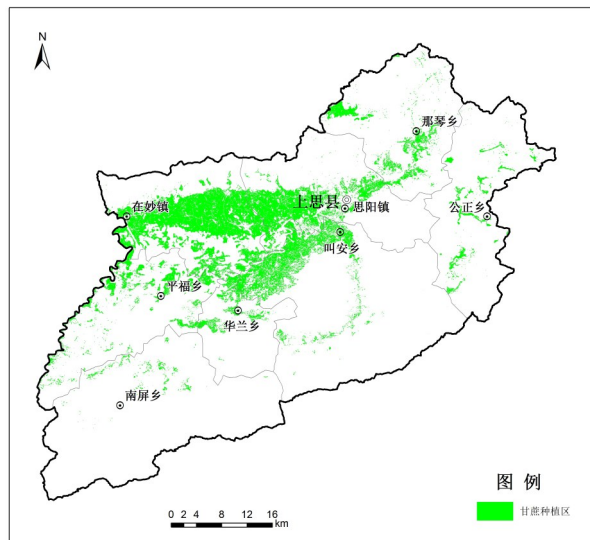 N
那琴乡
上思县
思阳镇
在妙镇
公正乡
叫安乡
平福乡
华兰乡
南屏乡
图 例
甘蔗种植区
0 2 4 8 12 16
km